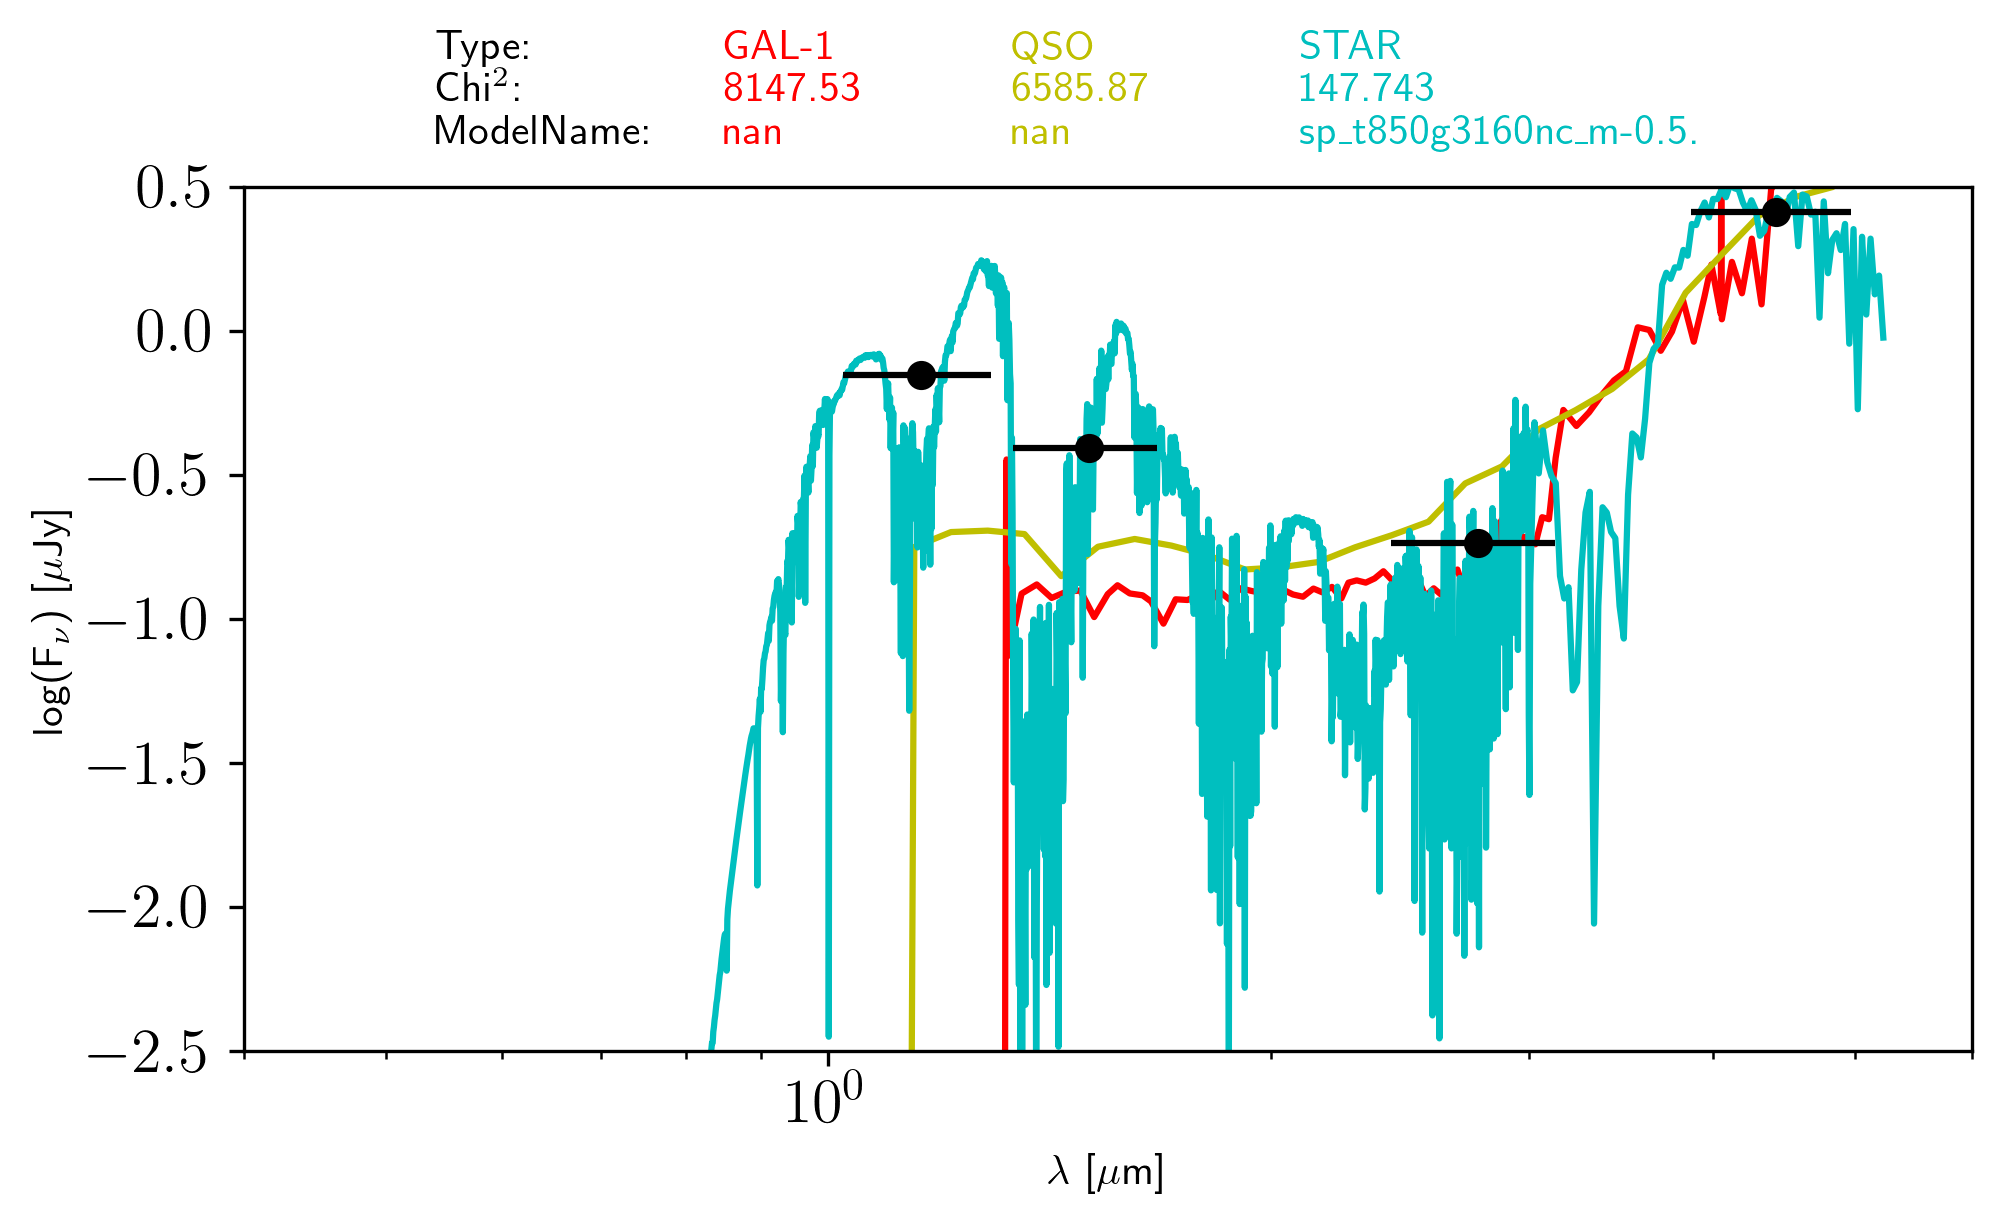 Type: GAL-1 QSO STAR
Chi²: 8147.53 6585.87 147.743
ModelName: nan nan sp_t850g3160nc_m-0.5.
0.5
0.0
−0.5
−1.0
−1.5
−2.0
−2.5
log(Fν) [μJy]
10⁰
λ [μm]